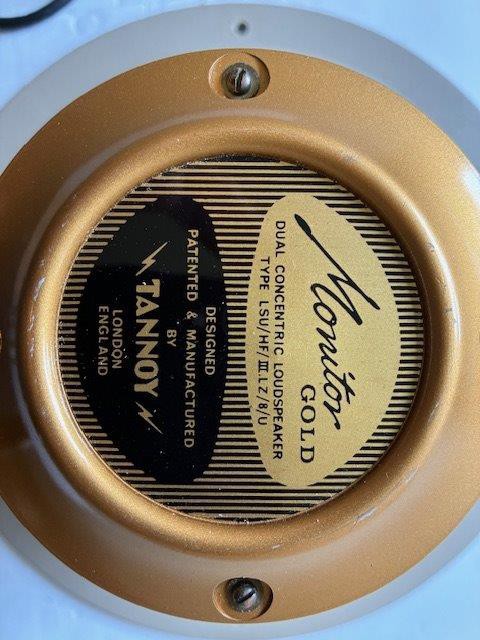 Monitor
GOLD
DUAL CONCENTRIC LOUDSPEAKER
TYPE LSU/HF/III.LZ/8/U
DESIGNED
PATENTED & MANUFACTURED
BY
TANNOY
LONDON
ENGLAND